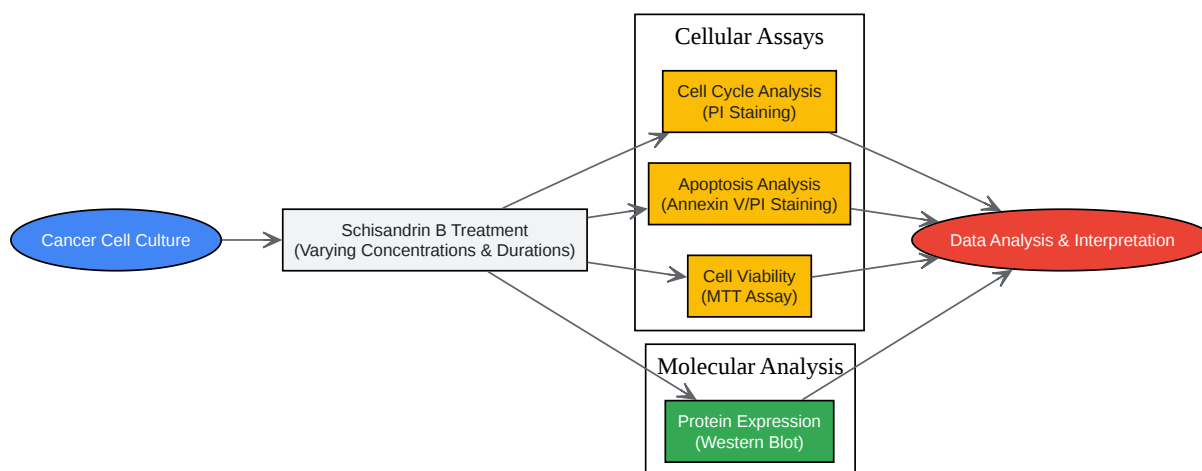 Cancer Cell Culture
Schisandrin B Treatment
(Varying Concentrations & Durations)
Cellular Assays
Cell Cycle Analysis
(PI Staining)
Apoptosis Analysis
(Annexin V/PI Staining)
Cell Viability
(MTT Assay)
Molecular Analysis
Protein Expression
(Western Blot)
Data Analysis & Interpretation